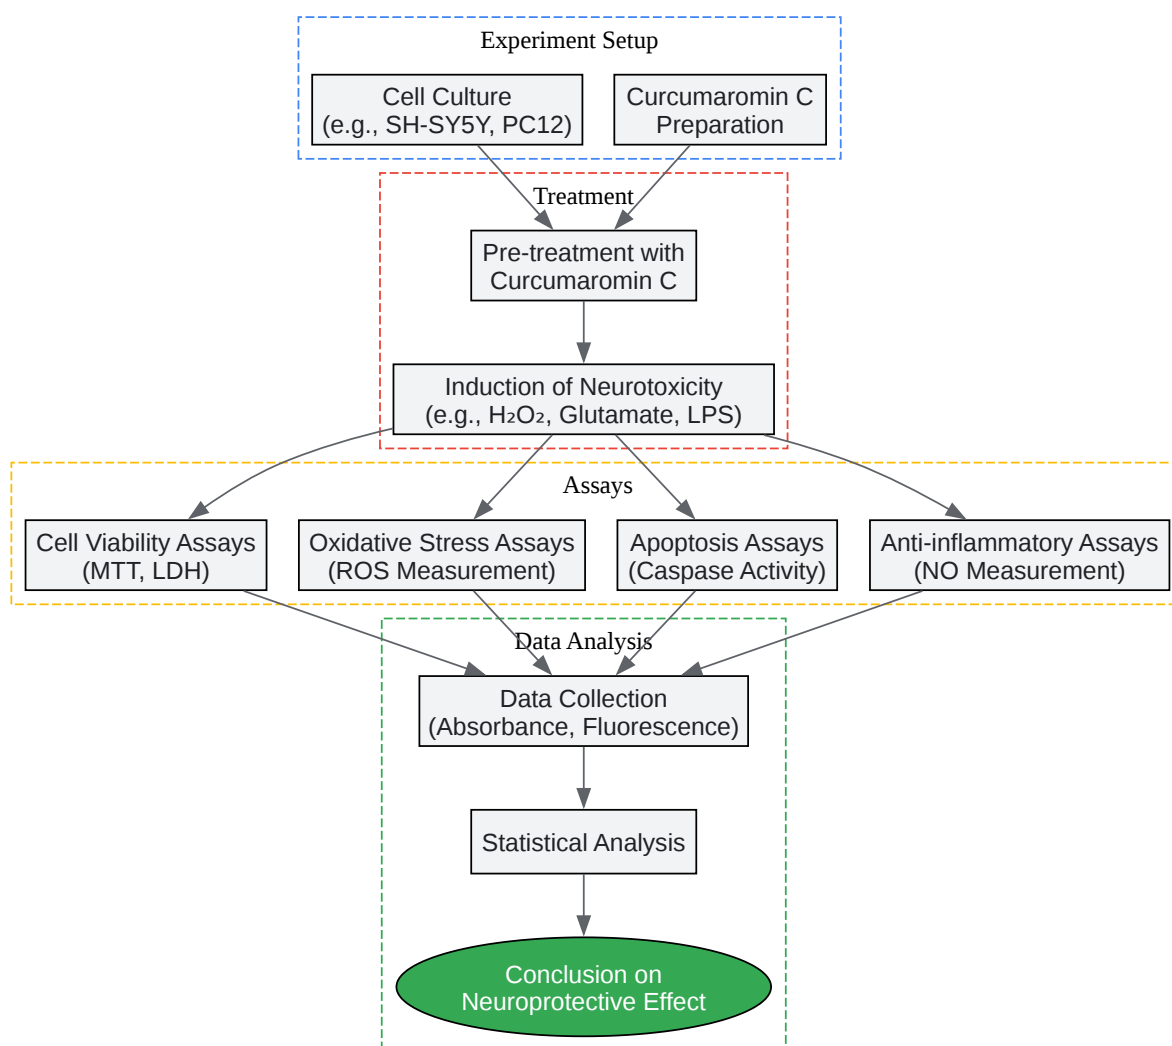 Experiment Setup
Cell Culture
(e.g., SH-SY5Y, PC12)
Curcumaromin C
Preparation
Treatment
Pre-treatment with
Curcumaromin C
Induction of Neurotoxicity
(e.g., H₂O₂, Glutamate, LPS)
Assays
Cell Viability Assays
(MTT, LDH)
Oxidative Stress Assays
(ROS Measurement)
Apoptosis Assays
(Caspase Activity)
Anti-inflammatory Assays
(NO Measurement)
Data Analysis
Data Collection
(Absorbance, Fluorescence)
Statistical Analysis
Conclusion on
Neuroprotective Effect